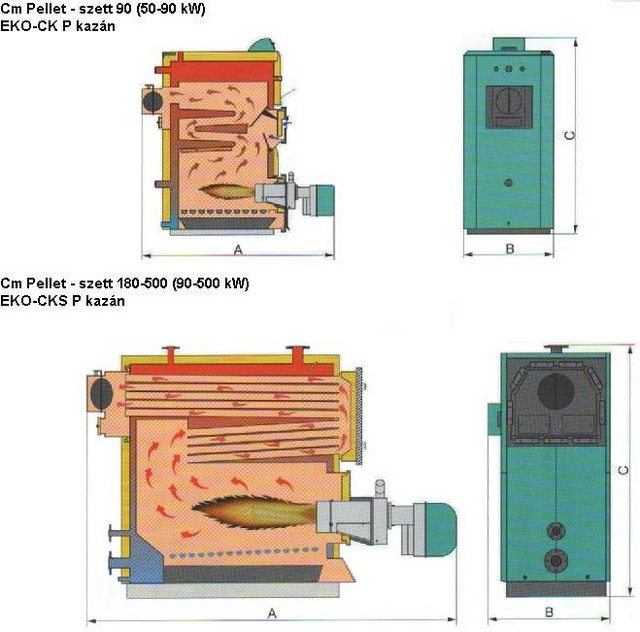 Cm Pellet - szett 90 (50-90 kW)
EKO-CK P kazán
A
B
C
Cm Pellet - szett 180-500 (90-500 kW)
EKO-CKS P kazán
A
B
C